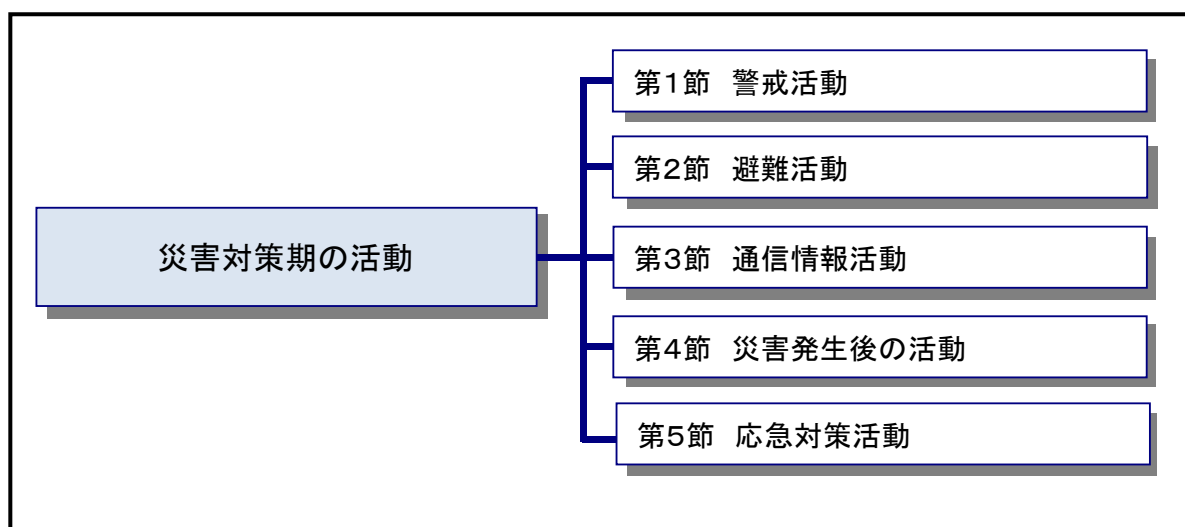 災害対策期の活動
第1節　警戒活動
第2節　避難活動
第3節　通信情報活動
第4節　災害発生後の活動
第5節　応急対策活動